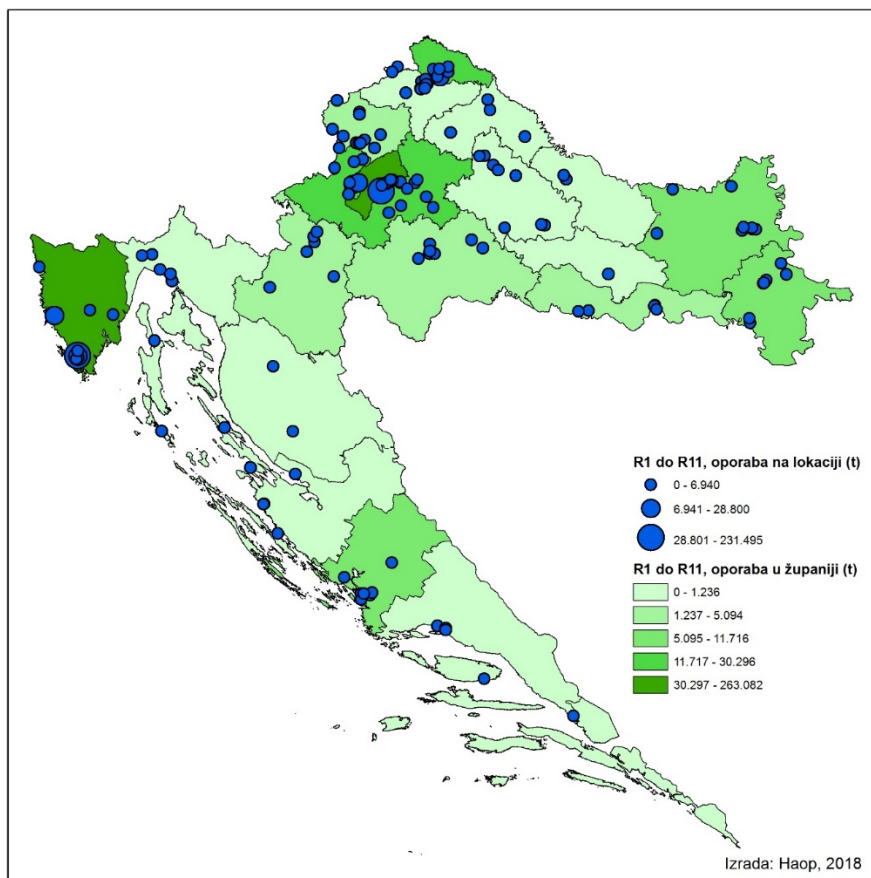 R1 do R11, oporaba na lokaciji (t)
0 - 6.940
6.941 - 28.800
28.801 - 231.495
R1 do R11, oporaba u županiji (t)
0 - 1.236
1.237 - 5.094
5.095 - 11.716
11.717 - 30.296
30.297 - 263.082
Izrada: Haop, 2018